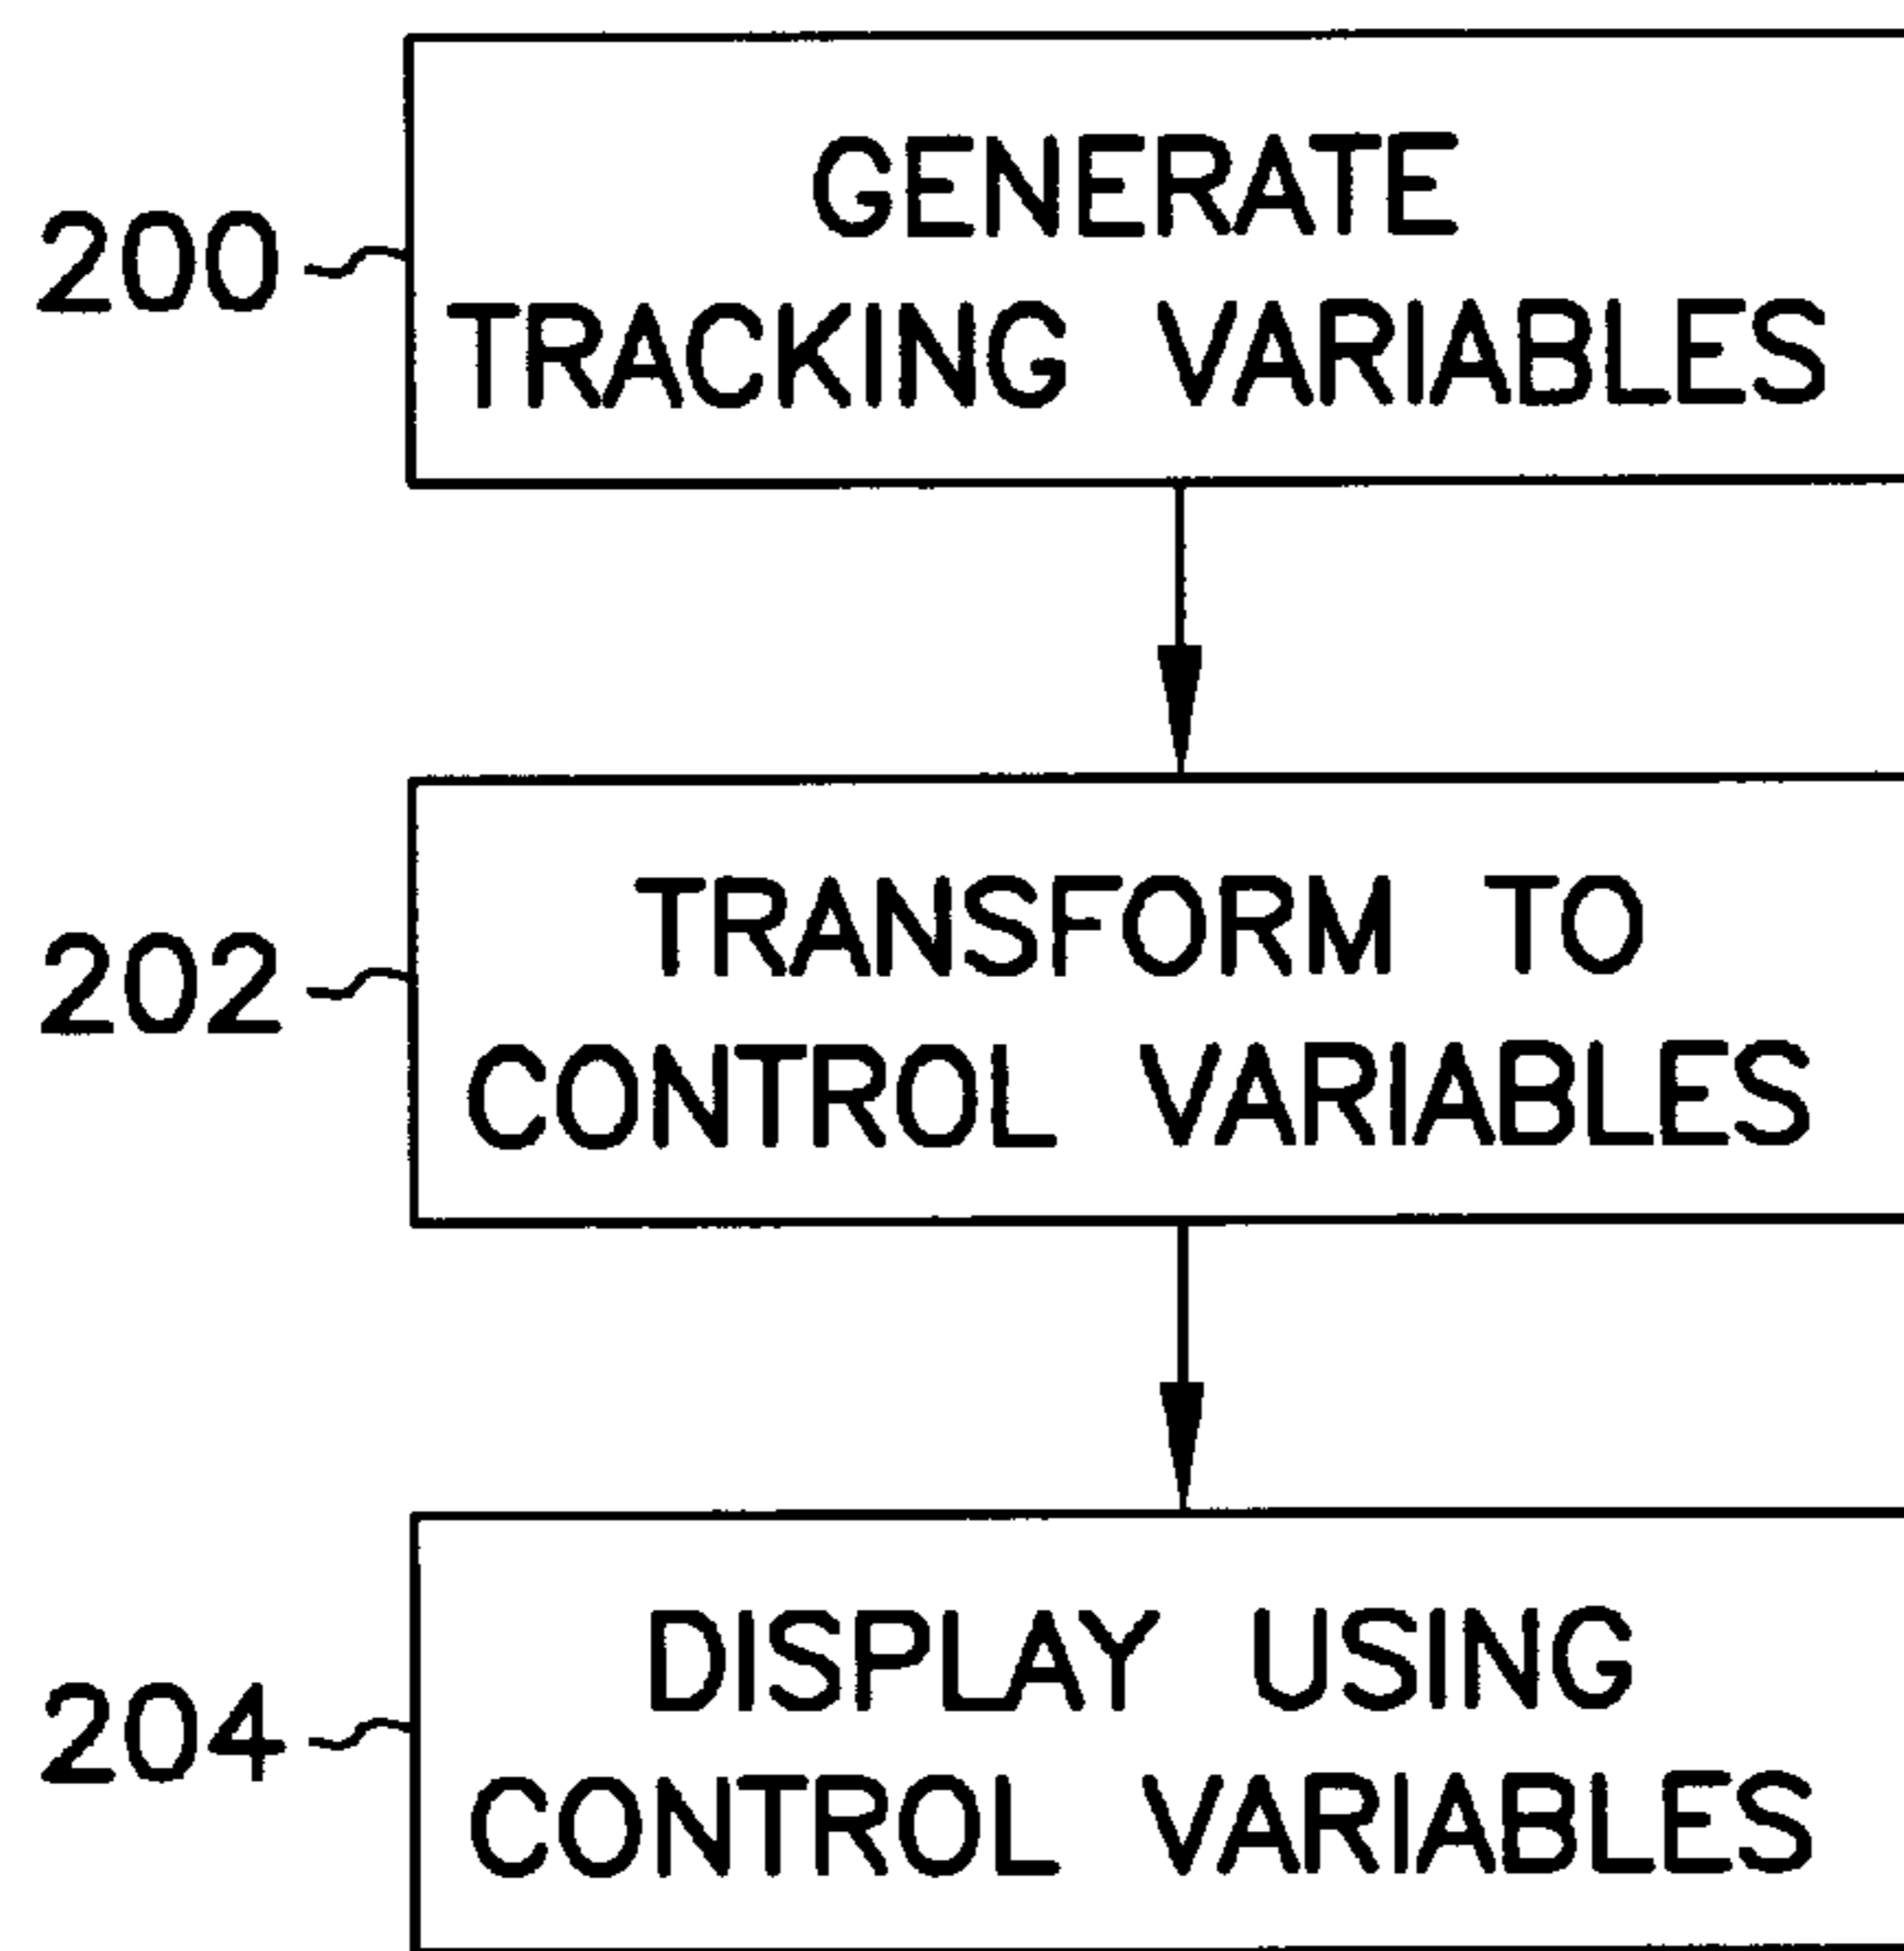 200
GENERATE
TRACKING VARIABLES
202
TRANSFORM TO
CONTROL VARIABLES
204
DISPLAY USING
CONTROL VARIABLES